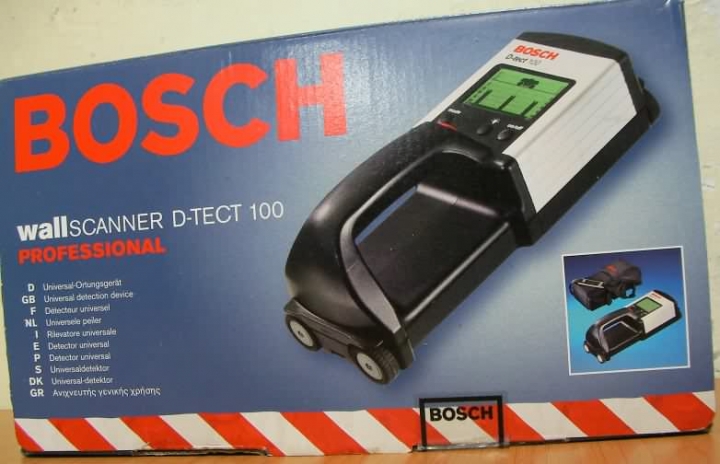 BOSCH
wallSCANNER D-TECT 100
PROFESSIONAL
D Universal-Ortungsgerät
GB Universal detection device
F Detecteur universel
NL Universele peiler
I Rilevatore universale
E Detector universal
P Detector universal
S Universaldetektor
DK Universal-detektor
GR Ανιχνευτής γενικής χρήσης
BOSCH
D-tect 100
BOSCH